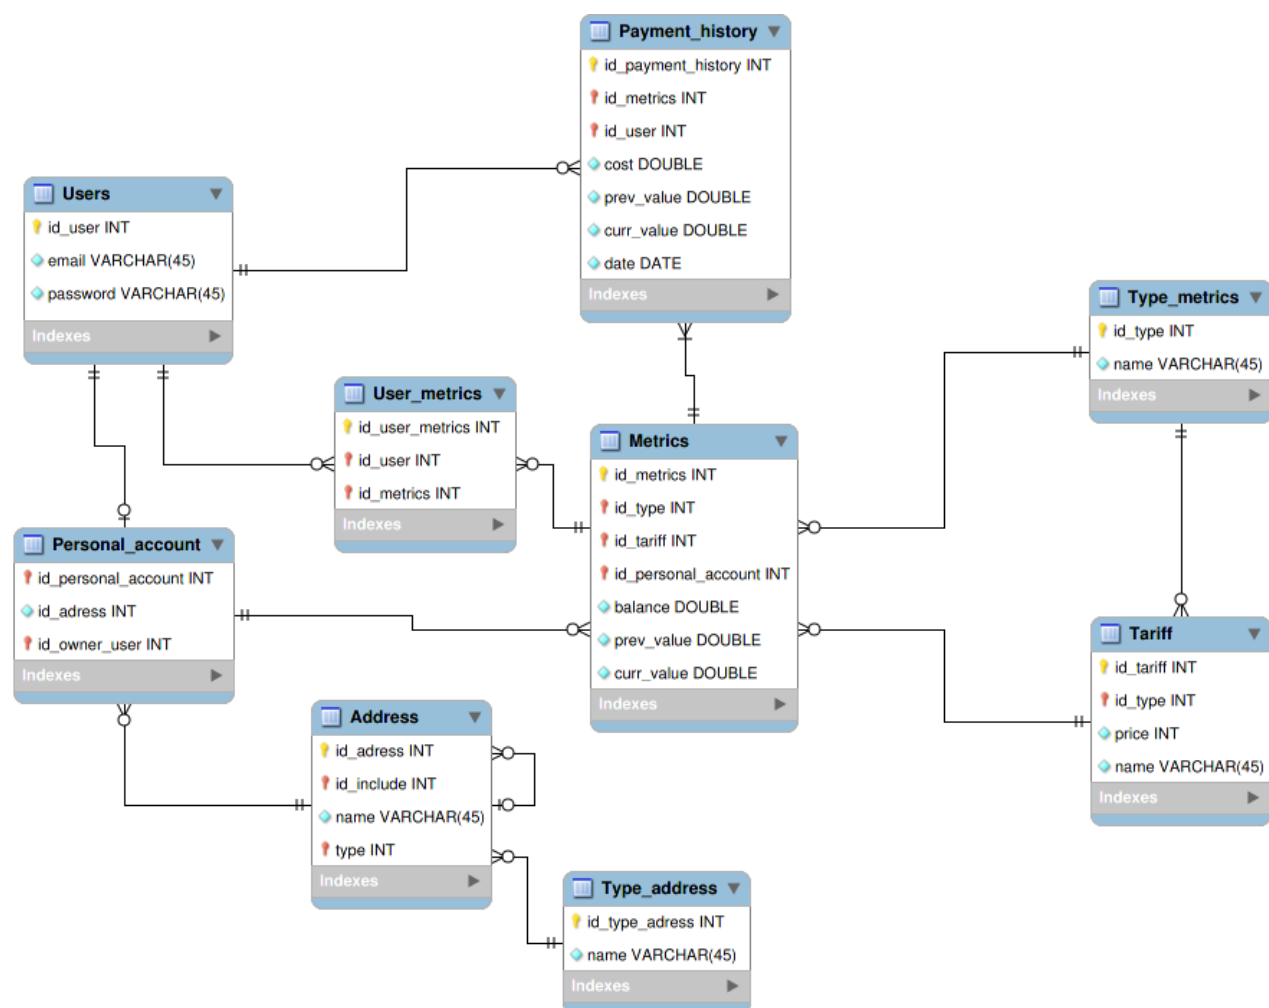 Payment_history
id_payment_history INT
id_metrics INT
id_user INT
cost DOUBLE
prev_value DOUBLE
curr_value DOUBLE
date DATE
Indexes
Users
id_user INT
email VARCHAR(45)
password VARCHAR(45)
Indexes
Type_metrics
id_type INT
name VARCHAR(45)
Indexes
User_metrics
id_user_metrics INT
id_user INT
id_metrics INT
Indexes
Metrics
id_metrics INT
id_type INT
id_tariff INT
id_personal_account INT
balance DOUBLE
prev_value DOUBLE
curr_value DOUBLE
Indexes
Personal_account
id_personal_account INT
id_adress INT
id_owner_user INT
Indexes
Tariff
id_tariff INT
id_type INT
price INT
name VARCHAR(45)
Indexes
Address
id_adress INT
id_include INT
name VARCHAR(45)
type INT
Indexes
Type_address
id_type_adress INT
name VARCHAR(45)
Indexes